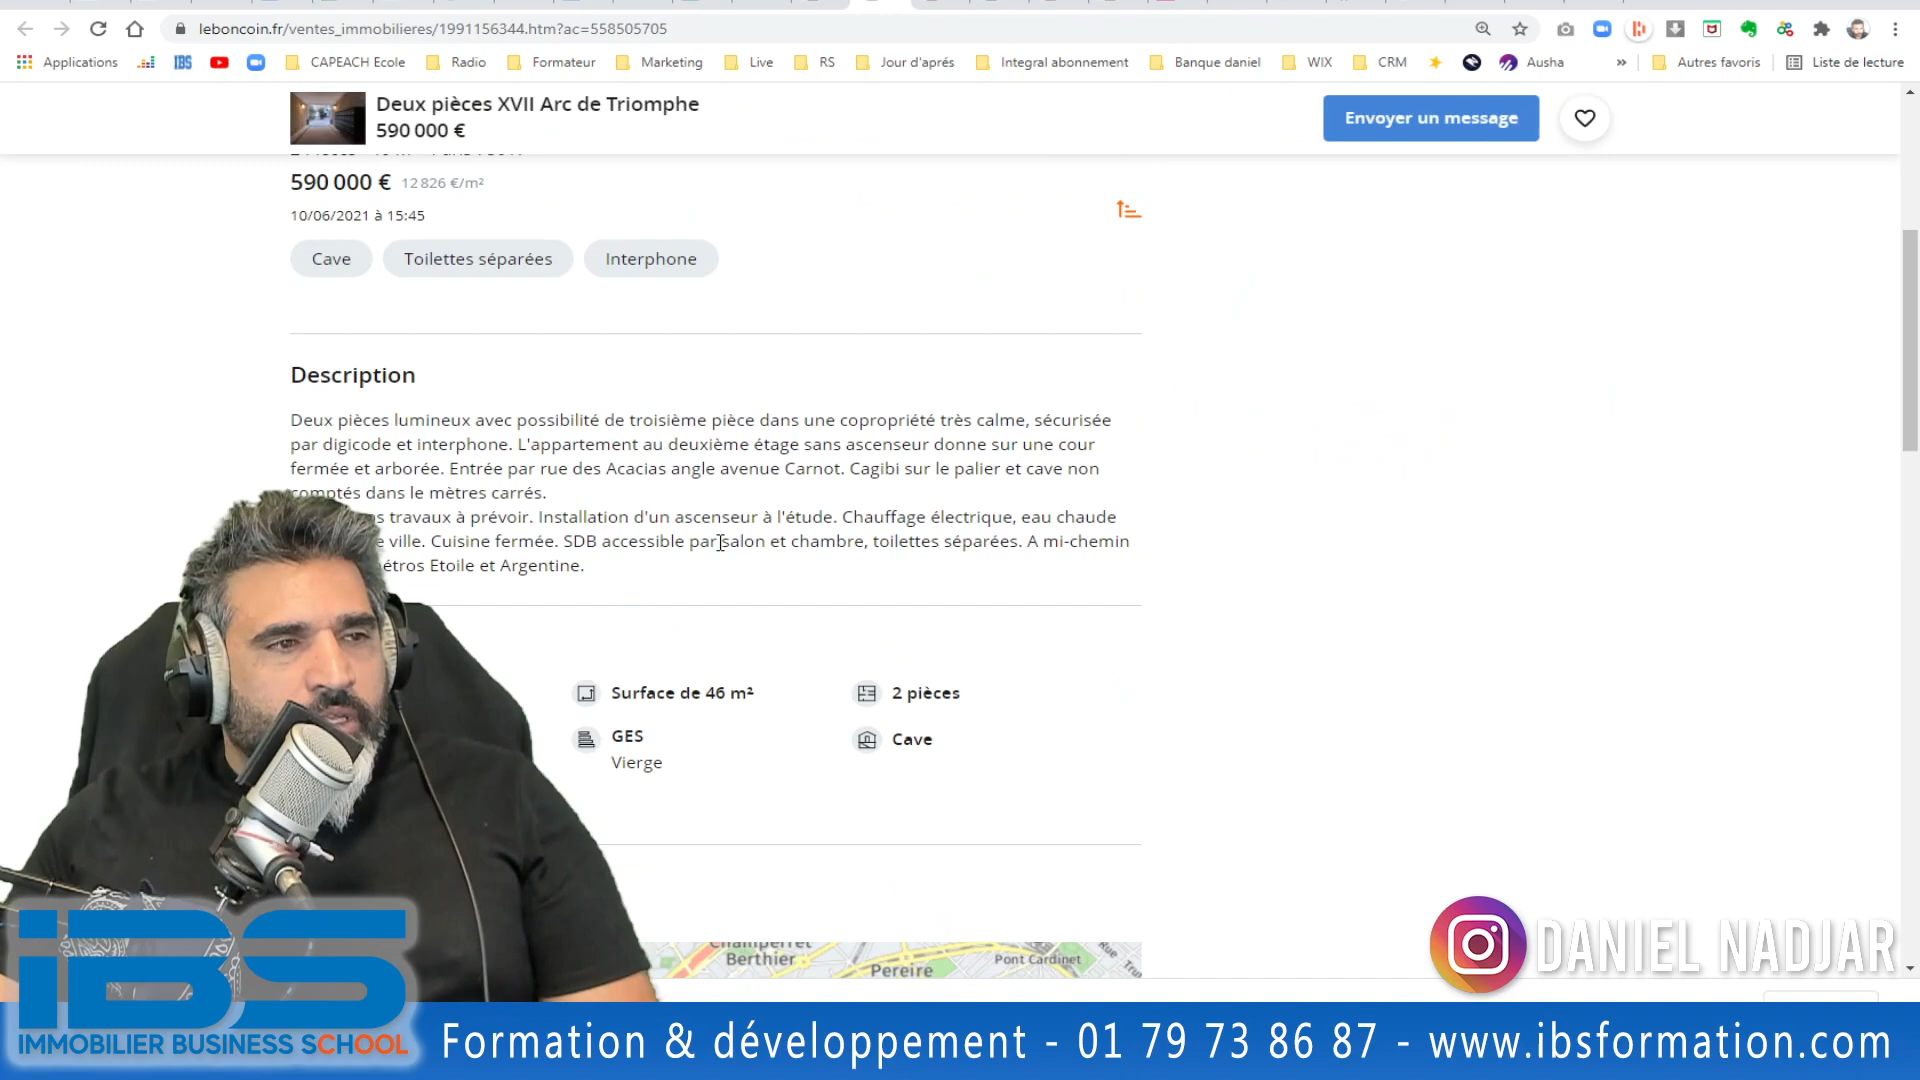 leboncoin.fr/ventes_immobilieres/1991156344.htm?ac=558505705
Applications
IBS
CAPEACH Ecole
Radio
Formateur
Marketing
Live
RS
Jour d'aprés
Integral abonnement
Banque daniel
WIX
CRM
Ausha
»
Autres favoris
Liste de lecture
Deux pièces XVII Arc de Triomphe
590 000 €
Envoyer un message
590 000 € 12 826 €/m²
10/06/2021 à 15:45
Cave
Toilettes séparées
Interphone
Description
Deux pièces lumineux avec possibilité de troisième pièce dans une copropriété très calme, sécurisée
par digicode et interphone. L'appartement au deuxième étage sans ascenseur donne sur une cour
fermée et arborée. Entrée par rue des Acacias angle avenue Carnot. Cagibi sur le palier et cave non
comptés dans le mètres carrés.
travaux à prévoir. Installation d'un ascenseur à l'étude. Chauffage électrique, eau chaude
ville. Cuisine fermée. SDB accessible par salon et chambre, toilettes séparées. A mi-chemin
Etoile et Argentine.
Surface de 46 m²
2 pièces
GES
Vierge
Cave
Champerret
Berthier
Pereire
Pont Cardinet
Rue
DANIEL NADJAR
iBS
IMMOBILIER BUSINESS SCHOOL
Formation & développement - 01 79 73 86 87 - www.ibsformation.com